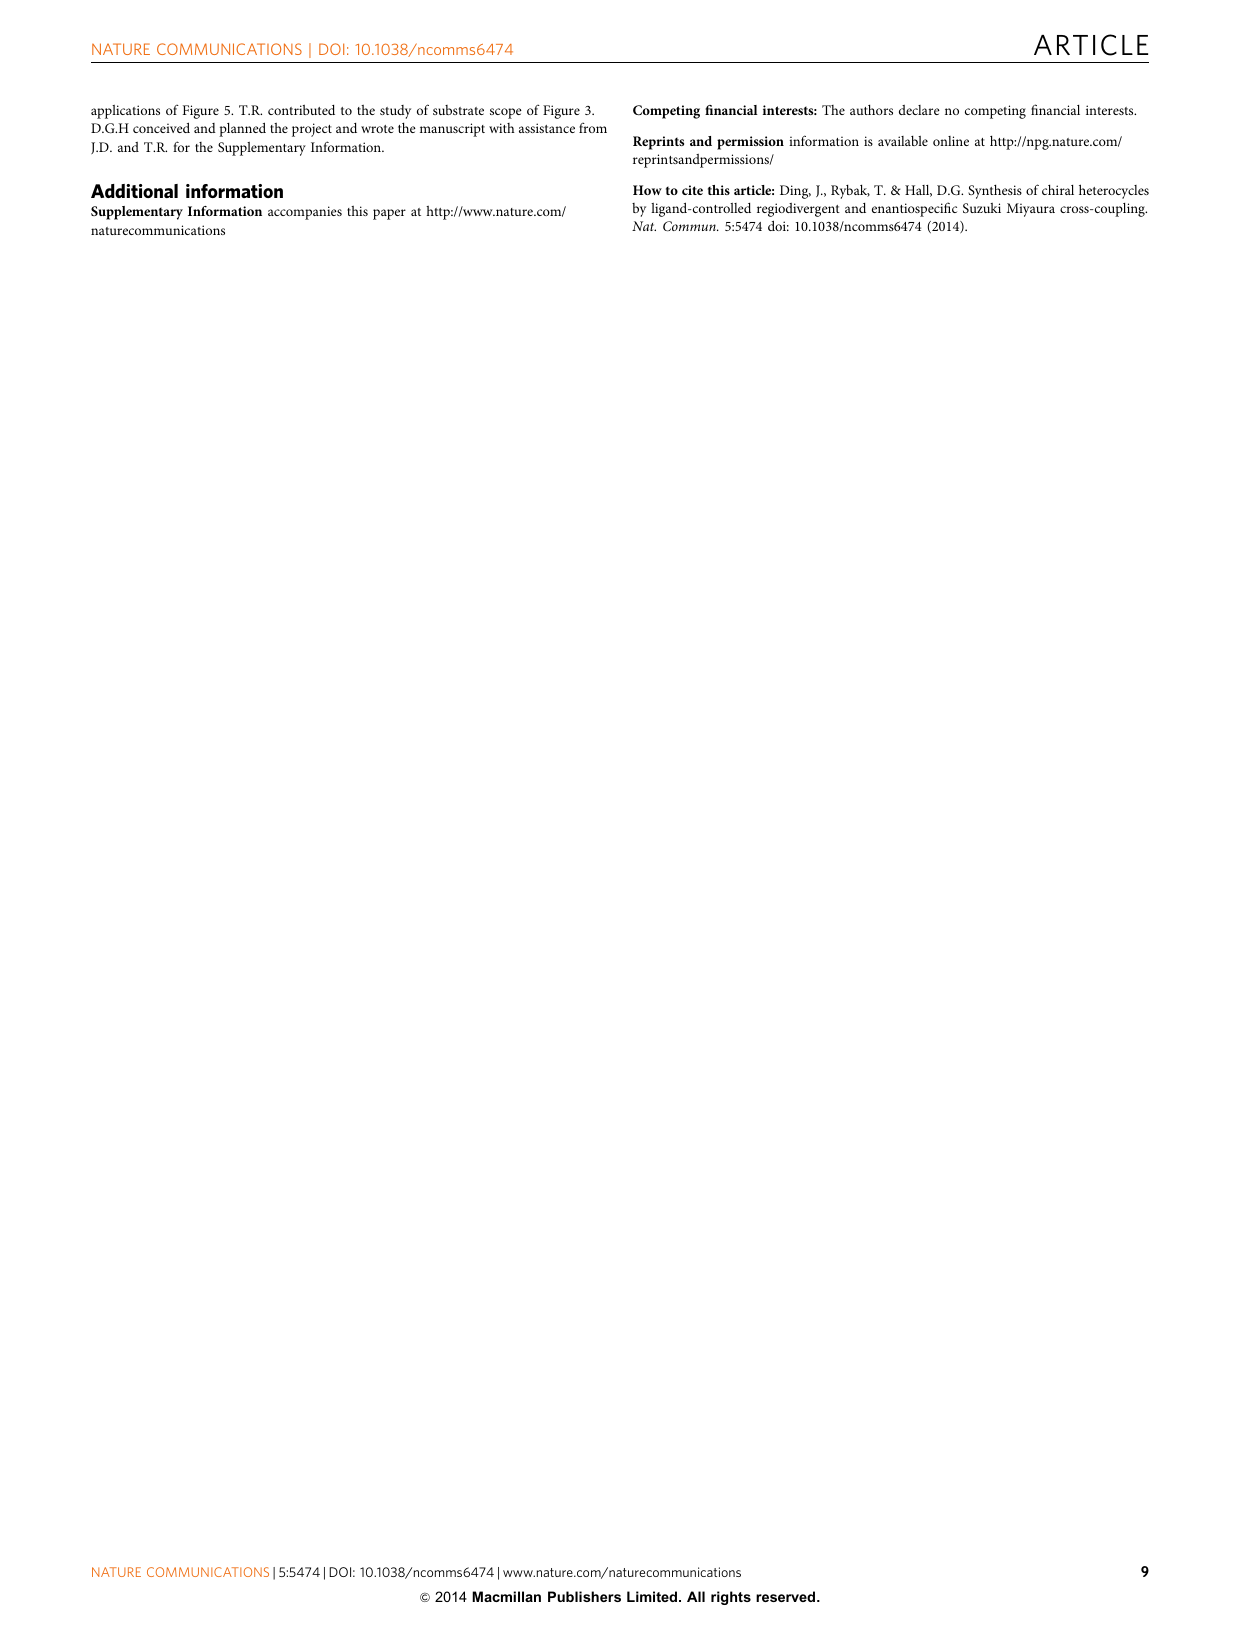 NATURE COMMUNICATIONS | DOI: 10.1038/ncomms6474
ARTICLE
applications of Figure 5. T.R. contributed to the study of substrate scope of Figure 3.
D.G.H conceived and planned the project and wrote the manuscript with assistance from
J.D. and T.R. for the Supplementary Information.
Additional information
Supplementary Information accompanies this paper at http://www.nature.com/
naturecommunications
Competing financial interests: The authors declare no competing financial interests.
Reprints and permission information is available online at http://npg.nature.com/
reprintsandpermissions/
How to cite this article: Ding, J., Rybak, T. & Hall, D.G. Synthesis of chiral heterocycles
by ligand-controlled regiodivergent and enantiospecific Suzuki Miyaura cross-coupling.
Nat. Commun. 5:5474 doi: 10.1038/ncomms6474 (2014).
NATURE COMMUNICATIONS | 5:5474 | DOI: 10.1038/ncomms6474 | www.nature.com/naturecommunications
9
© 2014 Macmillan Publishers Limited. All rights reserved.